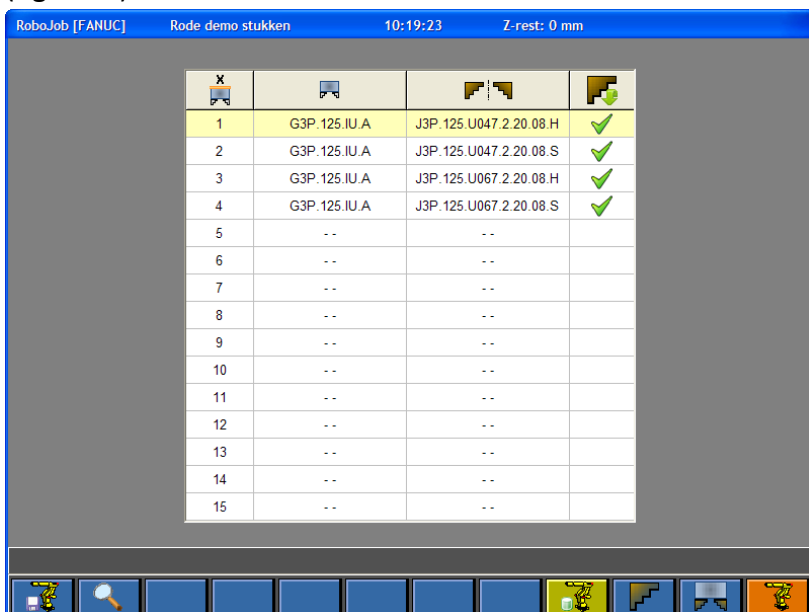 RoboJob [FANUC] Rode demo stukken 10:19:23 Z-rest: 0 mm
X
1 G3P.125.IU.A J3P.125.U047.2.20.08.H
2 G3P.125.IU.A J3P.125.U047.2.20.08.S
3 G3P.125.IU.A J3P.125.U067.2.20.08.H
4 G3P.125.IU.A J3P.125.U067.2.20.08.S
5 - - - -
6 - - - -
7 - - - -
8 - - - -
9 - - - -
10 - - - -
11 - - - -
12 - - - -
13 - - - -
14 - - - -
15 - - - -